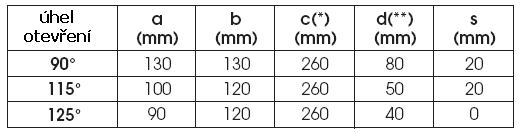 úhel otevření a (mm) b (mm) c(*) (mm) d(**) (mm) s (mm)
90° 130 130 260 80 20
115° 100 120 260 50 20
125° 90 120 260 40 0